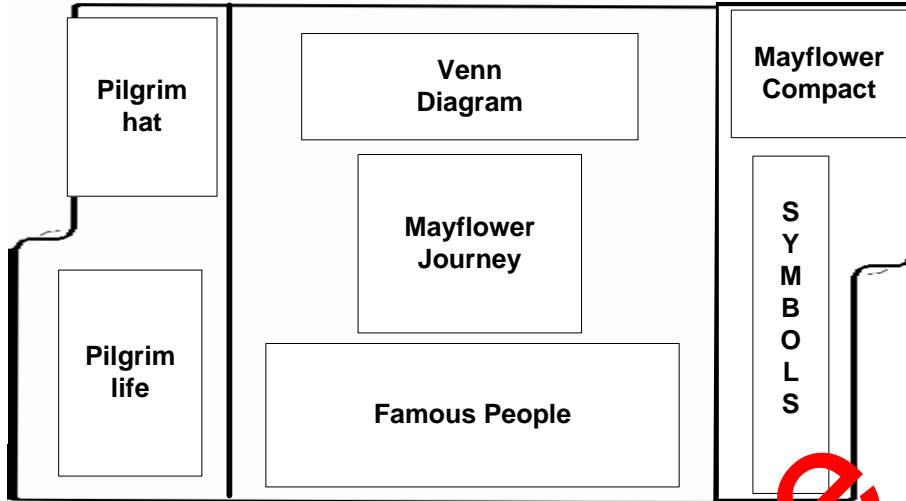 Pilgrim
hat
Pilgrim
life
Venn
Diagram
Mayflower
Journey
Famous People
Mayflower
Compact
S
Y
M
B
O
L
S